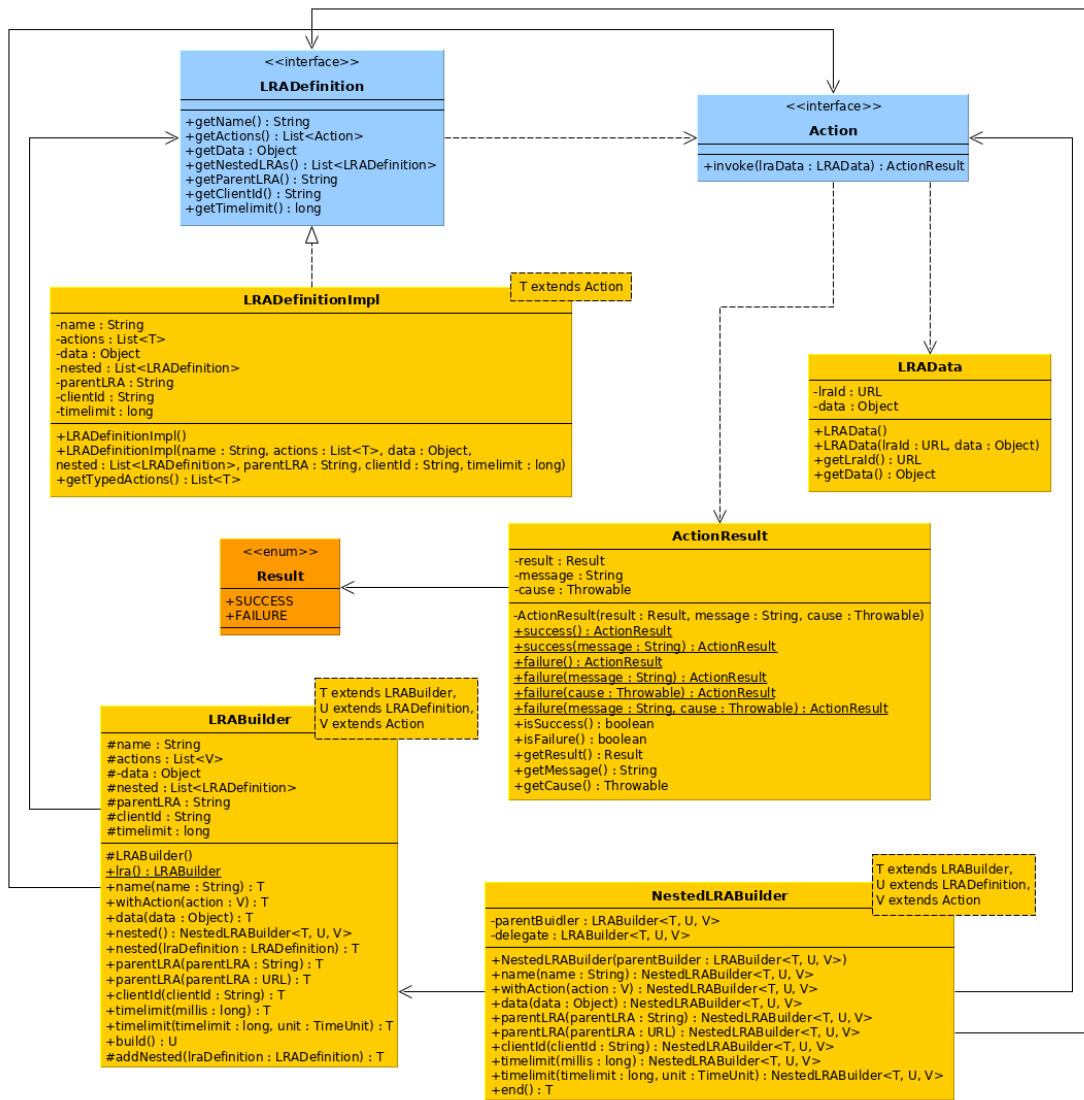 <<interface>>
LRADefinition
+getName() : String
+getActions() : List<Action>
+getData() : Object
+getNestedLRAs() : List<LRADefinition>
+getParentLRA() : String
+getClientId() : String
+getTimelimit() : long
<<interface>>
Action
+invoke(lraData : LRAData) : ActionResult
T extends Action
LRADefinitionImpl
-name : String
-actions : List<T>
-data : Object
-nested : List<LRADefinition>
-parentLRA : String
-clientId : String
-timelimit : long
+LRADefinitionImpl()
+LRADefinitionImpl(name : String, actions : List<T>, data : Object,
nested : List<LRADefinition>, parentLRA : String, clientId : String, timelimit : long)
+getTypedActions() : List<T>
LRAData
-lraId : URL
-data : Object
+LRAData()
+LRAData(lraId : URL, data : Object)
+getLraId() : URL
+getData() : Object
<<enum>>
Result
+SUCCESS
+FAILURE
ActionResult
-result : Result
-message : String
-cause : Throwable
-ActionResult(result : Result, message : String, cause : Throwable)
+success() : ActionResult
+success(message : String) : ActionResult
+failure() : ActionResult
+failure(message : String) : ActionResult
+failure(cause : Throwable) : ActionResult
+failure(message : String, cause : Throwable) : ActionResult
+isSuccess() : boolean
+isFailure() : boolean
+getResult() : Result
+getMessage() : String
+getCause() : Throwable
T extends LRABuilder,
U extends LRADefinition,
V extends Action
LRABuilder
#name : String
#actions : List<V>
#-data : Object
#nested : List<LRADefinition>
#parentLRA : String
#clientId : String
#timelimit : long
#LRABuilder()
+lra() : LRABuilder
+name(name : String) : T
+withAction(action : V) : T
+data(data : Object) : T
+nested() : NestedLRABuilder<T, U, V>
+nested(lraDefinition : LRADefinition) : T
+parentLRA(parentLRA : String) : T
+parentLRA(parentLRA : URL) : T
+clientId(clientId : String) : T
+timelimit(millis : long) : T
+timelimit(timelimit : long, unit : TimeUnit) : T
+build() : U
#addNested(lraDefinition : LRADefinition) : T
T extends LRABuilder,
U extends LRADefinition,
V extends Action
NestedLRABuilder
-parentBuidler : LRABuilder<T, U, V>
-delegate : LRABuilder<T, U, V>
+NestedLRABuilder(parentBuilder : LRABuilder<T, U, V>)
+name(name : String) : NestedLRABuilder<T, U, V>
+withAction(action : V) : NestedLRABuilder<T, U, V>
+data(data : Object) : NestedLRABuilder<T, U, V>
+parentLRA(parentLRA : String) : NestedLRABuilder<T, U, V>
+parentLRA(parentLRA : URL) : NestedLRABuilder<T, U, V>
+clientId(clientId : String) : NestedLRABuilder<T, U, V>
+timelimit(millis : long) : NestedLRABuilder<T, U, V>
+timelimit(timelimit : long, unit : TimeUnit) : NestedLRABuilder<T, U, V>
+end() : T